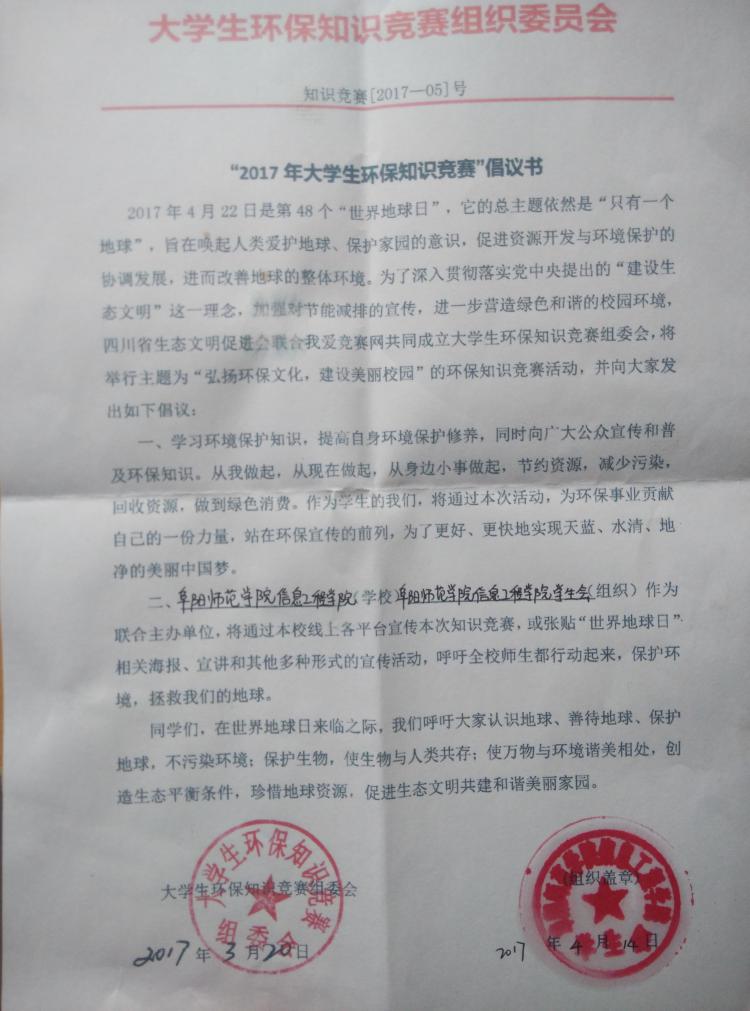 大学生环保知识竞赛组织委员会
知识竞赛[2017—05]号
“2017 年大学生环保知识竞赛”倡议书
2017 年 4 月 22 日是第 48 个“世界地球日”，它的总主题依然是“只有一个
地球”，旨在唤起人类爱护地球、保护家园的意识，促进资源开发与环境保护的
协调发展，进而改善地球的整体环境。为了深入贯彻落实党中央提出的“建设生
态文明”这一理念，加强对节能减排的宣传，进一步营造绿色和谐的校园环境，
四川省生态文明促进会联合我爱竞赛网共同成立大学生环保知识竞赛组委会，将
举行主题为“弘扬环保文化，建设美丽校园”的环保知识竞赛活动，并向大家发
出如下倡议：
一、学习环境保护知识，提高自身环境保护修养，同时向广大公众宣传和普
及环保知识。从我做起，从现在做起，从身边小事做起，节约资源，减少污染，
回收资源，做到绿色消费。作为学生的我们，将通过本次活动，为环保事业贡献
自己的一份力量，站在环保宣传的前列，为了更好、更快地实现天蓝、水清、地
净的美丽中国梦。
二、阜阳师范学院信息工程学院（学校 阜阳师范学院信息工程学院学生会（组织）作为
联合主办单位，将通过本校线上各平台宣传本次知识竞赛，或张贴“世界地球日”
相关海报、宣讲和其他多种形式的宣传活动，呼吁全校师生都行动起来，保护环
境，拯救我们的地球。
同学们，在世界地球日来临之际，我们呼吁大家认识地球、善待地球、保护
地球，不污染环境；保护生物，使生物与人类共存；使万物与环境谐美相处，创
造生态平衡条件，珍惜地球资源，促进生态文明共建和谐美丽家园。
大学生环保知识竞赛组委会
2017 年 3 月 20 日
大学生环保知识竞赛
组委会
（组织盖章）
2017 年 4 月 14 日
学生会